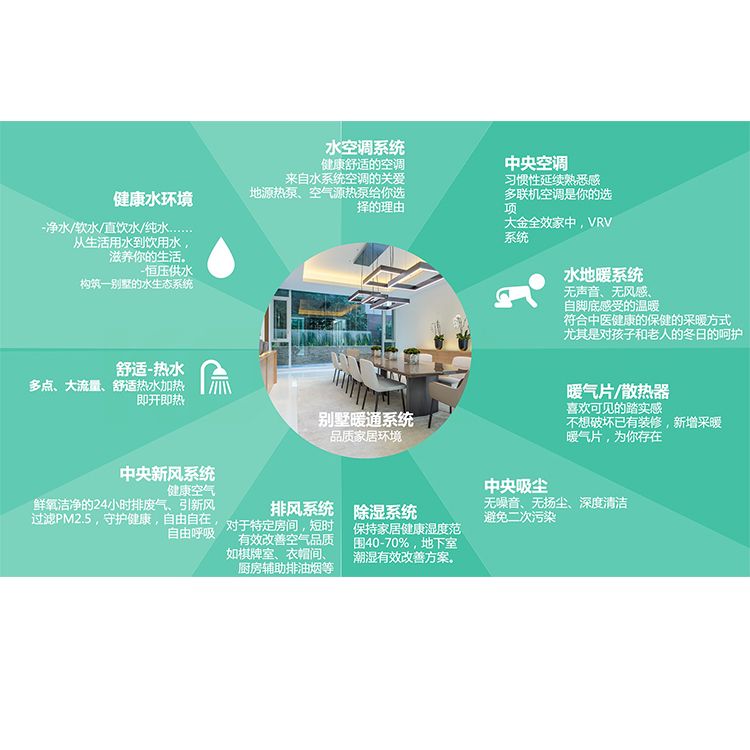 水空调系统
健康舒适的空调
来自水系统空调的关爱
地源热泵、空气源热泵给你选
择的理由
中央空调
习惯性延续熟悉感
多联机空调是你的选
项
大金全效家中，VRV
系统
水地暖系统
无声音、无风感、
自脚底感受的温暖
符合中医健康的保健的采暖方式
尤其是对孩子和老人的冬日的呵护
暖气片/散热器
喜欢可见的踏实感
不想破坏已有装修，新增采暖
暖气片，为你存在
中央吸尘
无噪音、无扬尘、深度清洁
避免二次污染
除湿系统
保持家居健康湿度范
围40-70%，地下室
潮湿有效改善方案。
排风系统
对于特定房间，短时
有效改善空气品质
如棋牌室、衣帽间、
厨房辅助排油烟等
中央新风系统
健康空气
鲜氧洁净的24小时排废气、引新风
过滤PM2.5，守护健康，自由自在，
自由呼吸
舒适-热水
多点、大流量、舒适热水加热
即开即热
健康水环境
-净水/软水/直饮水/纯水……
从生活用水到饮用水，
滋养你的生活。
-恒压供水
构筑一别墅的水生态系统
别墅暖通系统
品质家居环境